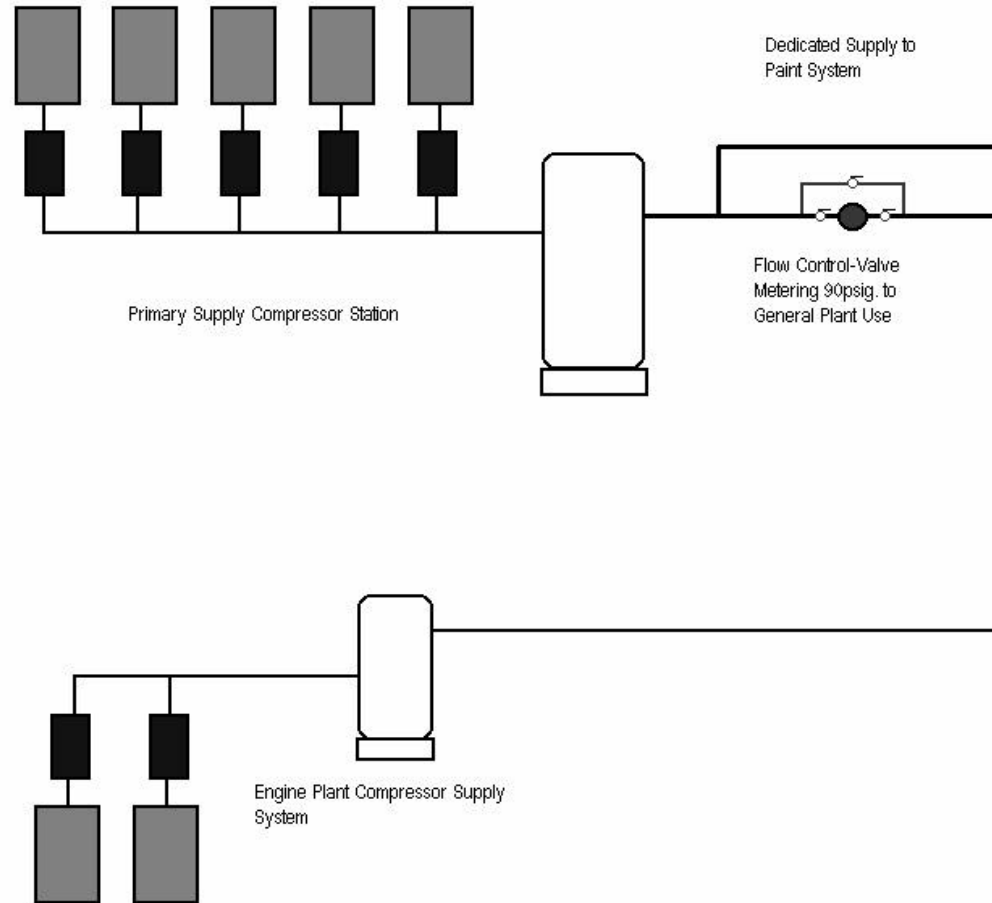 Dedicated Supply to
Paint System
Flow Control-Valve
Metering 90psig. to
General Plant Use
Primary Supply Compressor Station
Engine Plant Compressor Supply
System